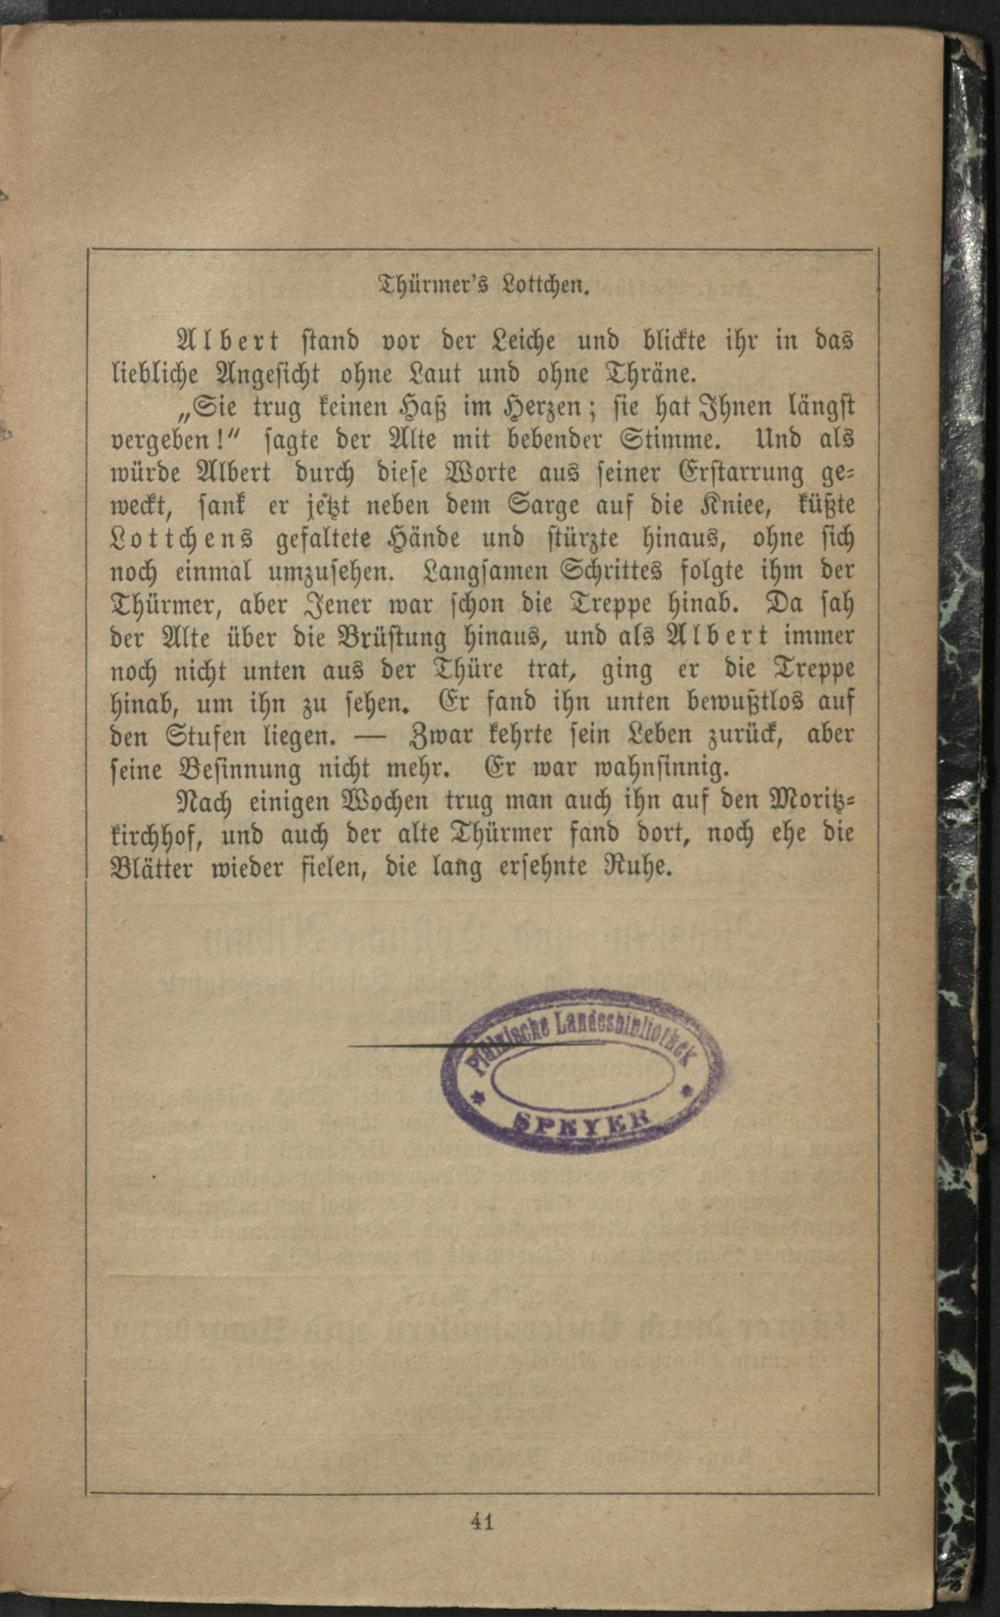 Thürmer's Lottchen.
Albert stand vor der Leiche und blickte ihr in das
liebliche Angesicht ohne Laut und ohne Thräne.
„Sie trug keinen Haß im Herzen; sie hat Ihnen längst
vergeben!“ sagte der Alte mit bebender Stimme. Und als
würde Albert durch diese Worte aus seiner Erstarrung ge-
weckt, sank er jetzt neben dem Sarge auf die Kniee, küßte
Lottchens gefaltete Hände und stürzte hinaus, ohne sich
noch einmal umzusehen. Langsamen Schrittes folgte ihm der
Thürmer, aber Jener war schon die Treppe hinab. Da sah
der Alte über die Brüstung hinaus, und als Albert immer
noch nicht unten aus der Thüre trat, ging er die Treppe
hinab, um ihn zu sehen. Er fand ihn unten bewußtlos auf
den Stufen liegen. — Zwar kehrte sein Leben zurück, aber
seine Besinnung nicht mehr. Er war wahnsinnig.
Nach einigen Wochen trug man auch ihn auf den Moritz-
kirchhof, und auch der alte Thürmer fand dort, noch ehe die
Blätter wieder fielen, die lang ersehnte Ruhe.
Pfälzische Landesbibliothek
* SPEYER *
41